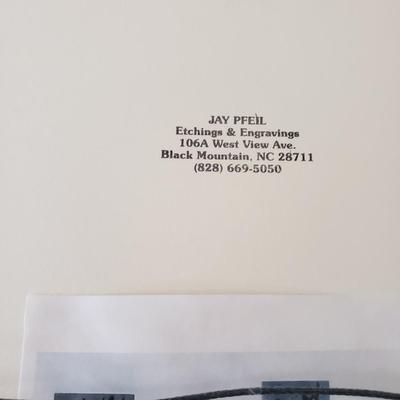 JAY PFEIL
Etchings & Engravings
106A West View Ave.
Black Mountain, NC 28711
(828) 669-5050